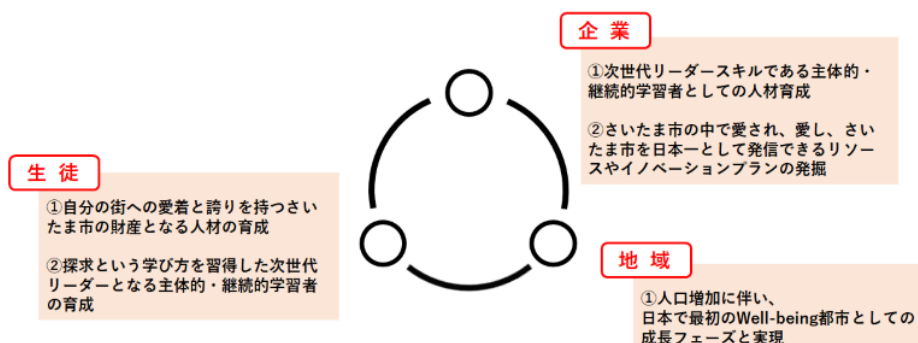 企 業
①次世代リーダースキルである主体的・
継続的学習者としての人材育成
②さいたま市の中で愛され、愛し、さい
たま市を日本一として発信できるリソー
スやイノベーションプランの発掘
生 徒
①自分の街への愛着と誇りを持つさい
たま市の財産となる人材の育成
②探求という学び方を習得した次世代
リーダーとなる主体的・継続的学習者
の育成
地 域
①人口増加に伴い、
日本で最初のWell-being都市としての
成長フェーズと実現